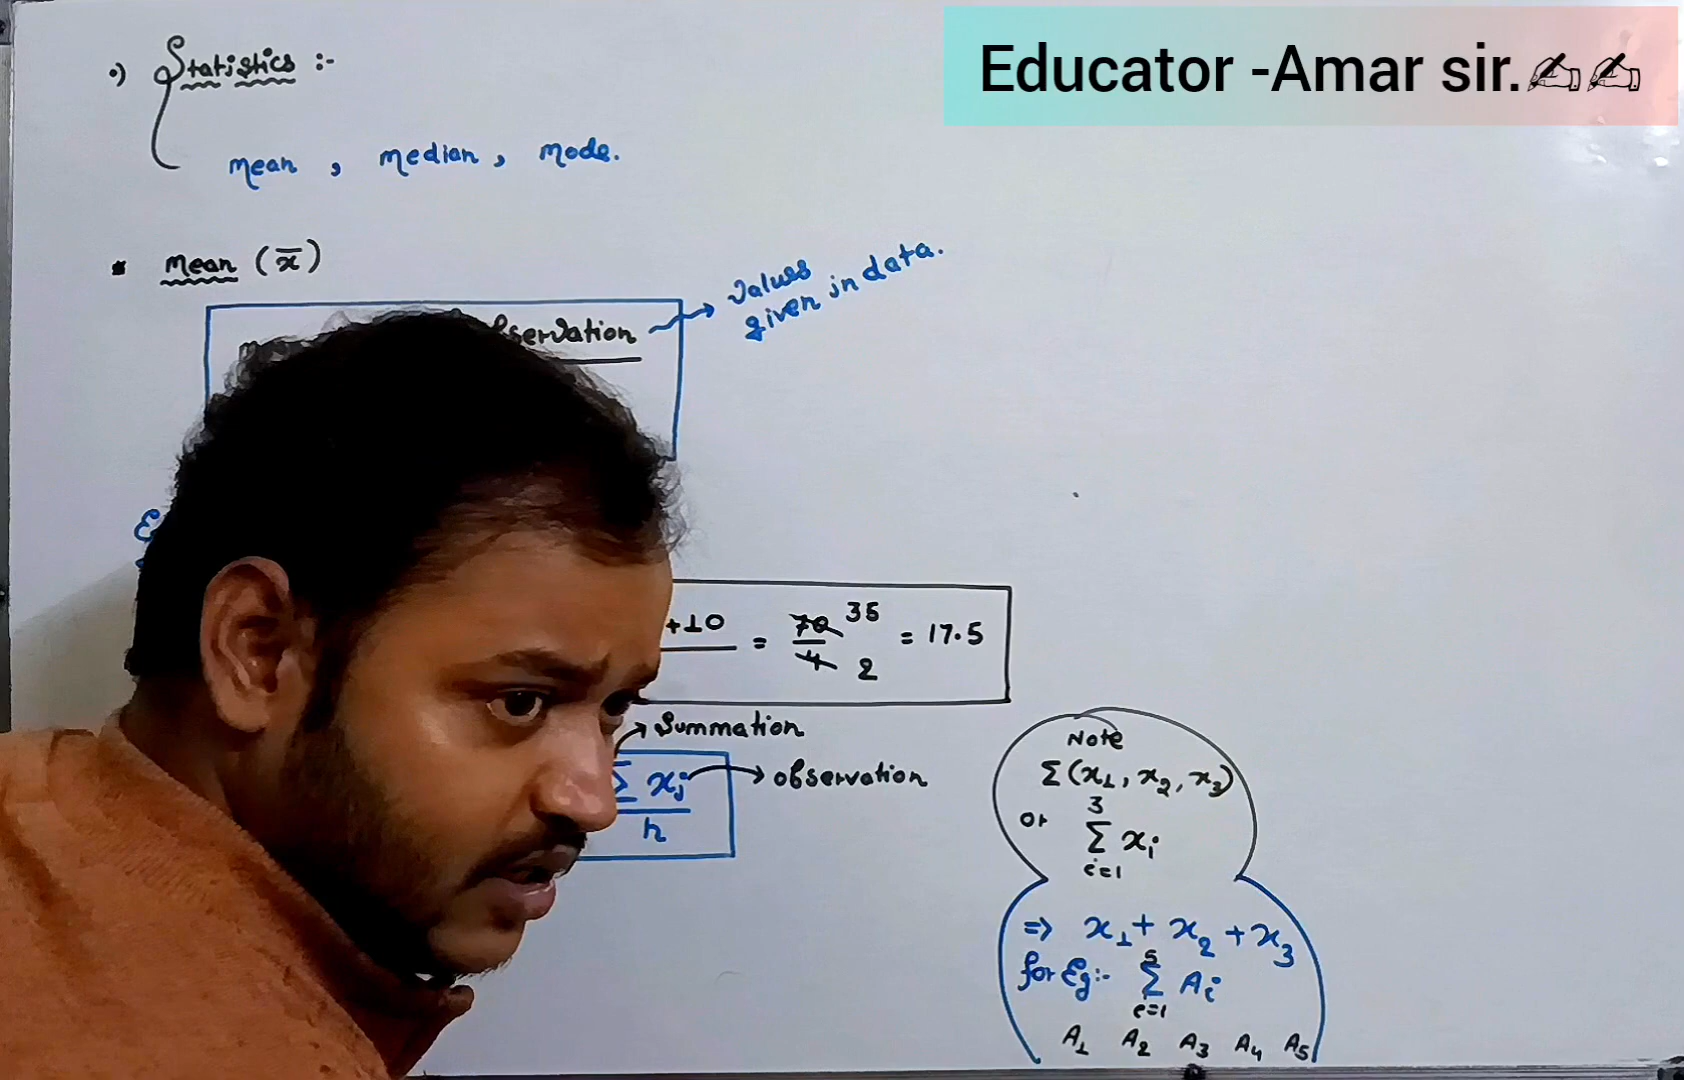 Educator -Amar sir.✍✍
•) Statistics :-
mean , median , mode.
* Mean (x̄)
observation → values
given in data.
+10 = 70/4 35/2 = 17.5
→ Summation
Σ xᵢ → observation
n
Note
Σ (x₁, x₂, x₃)
or
3
Σ xᵢ
i=1
=> x₁ + x₂ + x₃
for Eg:-
5
Σ Aᵢ
i=1
A₁ A₂ A₃ A₄ A₅